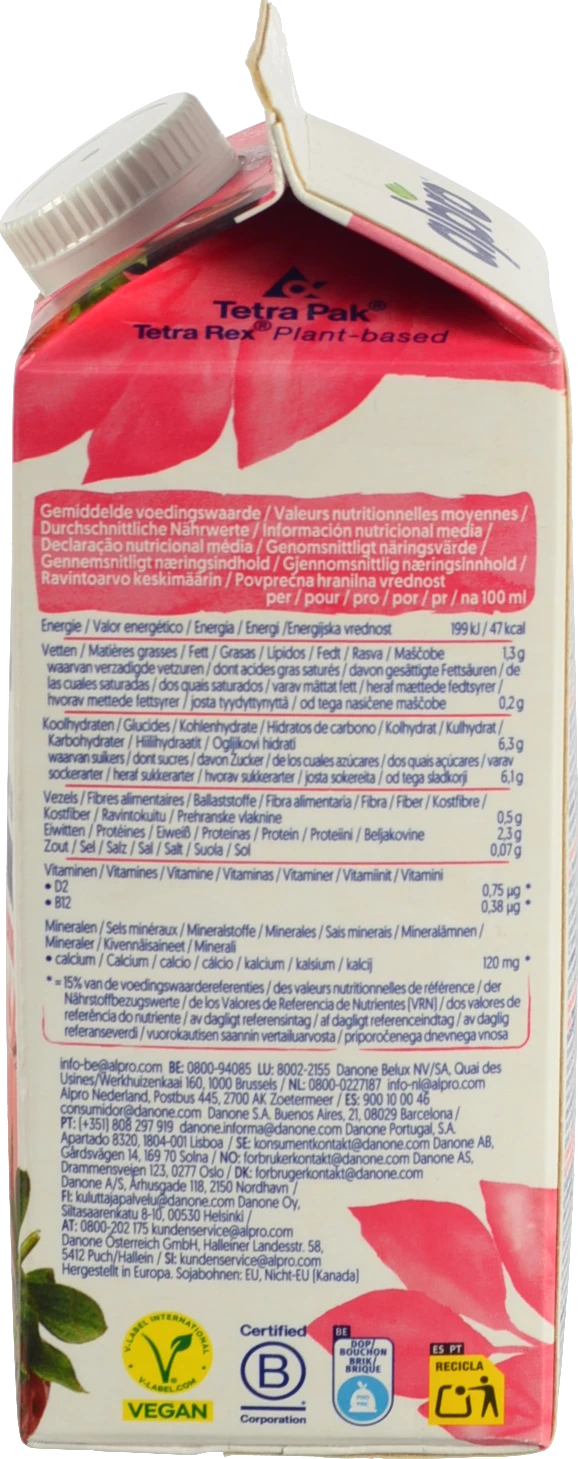 alpro
Tetra Pak®
Tetra Rex® Plant-based
Gemiddelde voedingswaarde / Valeurs nutritionnelles moyennes /
Durchschnittliche Nährwerte / Información nutricional media /
Declaração nutricional média / Genomsnittligt näringsvärde /
Gennemsnitligt næringsindhold / Gjennomsnittlig næringsinnhold /
Ravintoarvo keskimäärin / Povprečna hranilna vrednost
per / pour / pro / por / pr / na 100 ml
Energie / Valor energético / Energia / Energi /Energijska vrednost 199 kJ / 47 kcal
Vetten / Matières grasses / Fett / Grasas / Lípidos / Fedt / Rasva / Maščobe 1,3 g
waarvan verzadigde vetzuren / dont acides gras saturés / davon gesättigte Fettsäuren / de
las cuales saturadas / dos quais saturados / varav mättat fett / heraf mættede fedtsyrer /
hvorav mettede fettsyrer / josta tyydyttynyttä / od tega nasičene maščobe 0,2 g
Koolhydraten / Glucides / Kohlenhydrate / Hidratos de carbono / Kolhydrat / Kulhydrat /
Karbohydrater / Hiilihydraatit / Ogljikovi hidrati 6,3 g
waarvan suikers / dont sucres / davon Zucker / de los cuales azúcares / dos quais açúcares / varav
sockerarter / heraf sukkerarter / hvorav sukkerarter / josta sokereita / od tega sladkorji 6,1 g
Vezels / Fibres alimentaires / Ballaststoffe / Fibra alimentaria / Fibra / Fiber / Kostfibre /
Kostfiber / Ravintokuitu / Prehranske vlaknine 0,5 g
Eiwitten / Protéines / Eiweiß / Proteínas / Protein / Proteiini / Beljakovine 2,3 g
Zout / Sel / Salz / Sal / Salt / Suola / Sol 0,07 g
Vitaminen / Vitamines / Vitamine / Vitaminas / Vitaminer / Vitamiinit / Vitamini
• D2 0,75 µg *
• B12 0,38 µg *
Mineralen / Sels minéraux / Mineralstoffe / Minerales / Sais minerais / Mineralämnen /
Mineraler / Kivennäisaineet / Minerali
• calcium / Calcium / calcio / cálcio / kalcium / kalsium / kalcij 120 mg *
* = 15% van de voedingswaardereferenties / des valeurs nutritionnelles de référence / der
Nährstoffbezugswerte / de los Valores de Referencia de Nutrientes (VRN) / dos valores de
referência do nutriente / av dagligt referensintag / af dagligt referenceindtag / av daglig
referanseverdi / vuorokautisen saannin vertailuarvosta / priporočenega dnevnega vnosa
info-be@alpro.com BE: 0800-94085 LU: 8002-2155 Danone Belux NV/SA, Quai des
Usines/Werkhuizenkaai 160, 1000 Brussels / NL: 0800-0227187 info-nl@alpro.com
Alpro Nederland, Postbus 445, 2700 AK Zoetermeer / ES: 900 10 00 46
consumidor@danone.com Danone S.A. Buenos Aires, 21, 08029 Barcelona /
PT: (+351) 808 297 919 danone.informa@danone.com Danone Portugal, S.A.
Apartado 8320, 1804-001 Lisboa / SE: konsumentkontakt@danone.com Danone AB,
Gårdsvägen 14, 169 70 Solna / NO: forbrukerkontakt@danone.com Danone AS,
Drammensveien 123, 0277 Oslo / DK: forbrugerkontakt@danone.com
Danone A/S, Århusgade 118, 2150 Nordhavn /
FI: kuluttajapalvelu@danone.com Danone Oy,
Siltasaarenkatu 8-10, 00530 Helsinki /
AT: 0800-202 175 kundenservice@alpro.com
Danone Österreich GmbH, Halleiner Landesstr. 58,
5412 Puch/Hallein / SI: kundenservice@alpro.com
Hergestellt in Europa. Sojabohnen: EU, Nicht-EU (Kanada)
V-LABEL INTERNATIONAL
V-LABEL.COM
VEGAN
Certified
B
Corporation
BE
DOP/
BOUCHON
BRIK/
BRIQUE
PMD
PMC
ES PT
RECICLA